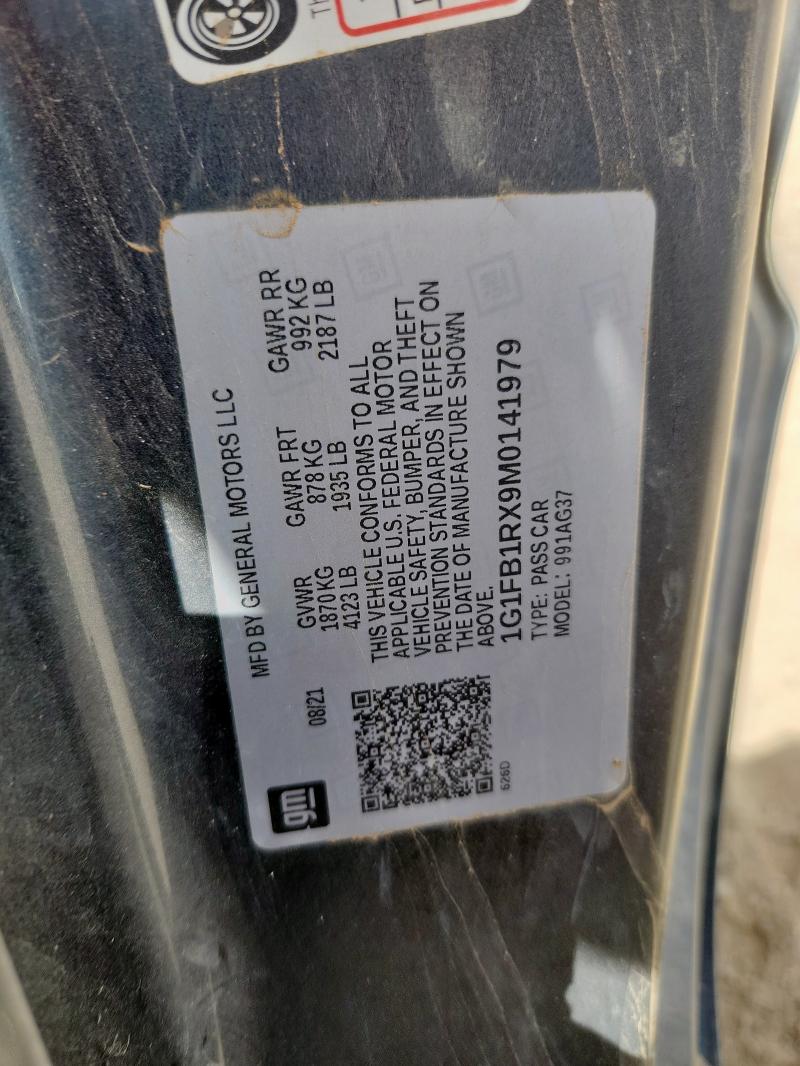 Th
gm
MFD BY GENERAL MOTORS LLC
08/21
GVWR GAWR FRT GAWR RR
1870 KG 878 KG 992 KG
4123 LB 1935 LB 2187 LB
THIS VEHICLE CONFORMS TO ALL
APPLICABLE U.S. FEDERAL MOTOR
VEHICLE SAFETY, BUMPER, AND THEFT
PREVENTION STANDARDS IN EFFECT ON
THE DATE OF MANUFACTURE SHOWN
ABOVE.
1G1FB1RX9M0141979
TYPE: PASS CAR
MODEL: 991AG37
626D